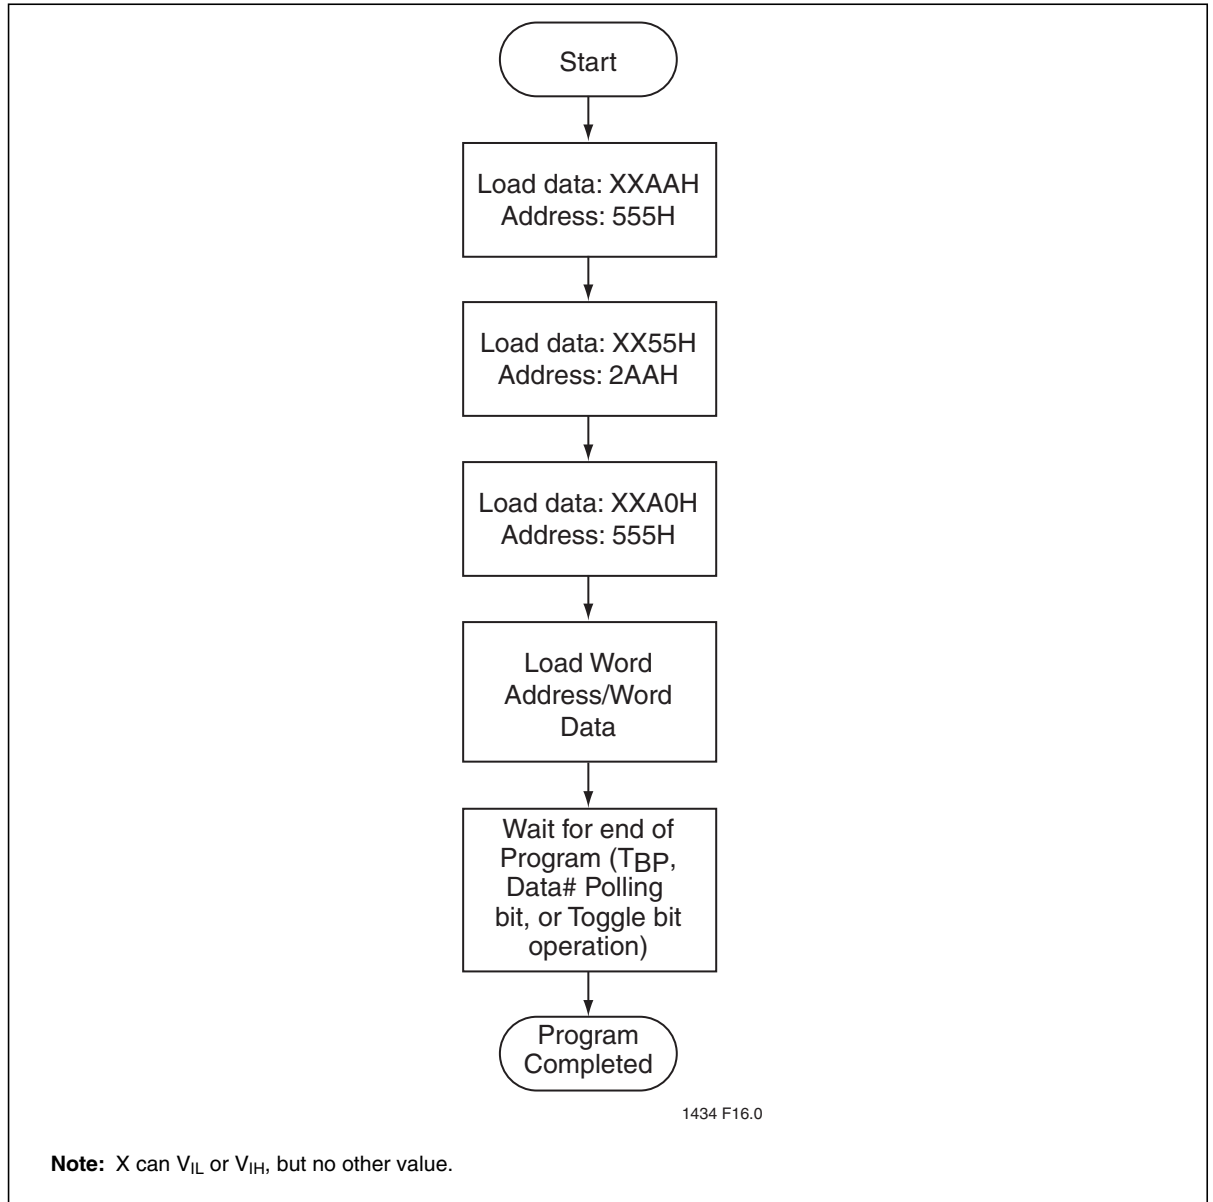 Start
Load data: XXAAH
Address: 555H
Load data: XX55H
Address: 2AAH
Load data: XXA0H
Address: 555H
Load Word
Address/Word
Data
Wait for end of
Program (TBP,
Data# Polling
bit, or Toggle bit
operation)
Program
Completed
1434 F16.0
Note: X can VIL or VIH, but no other value.